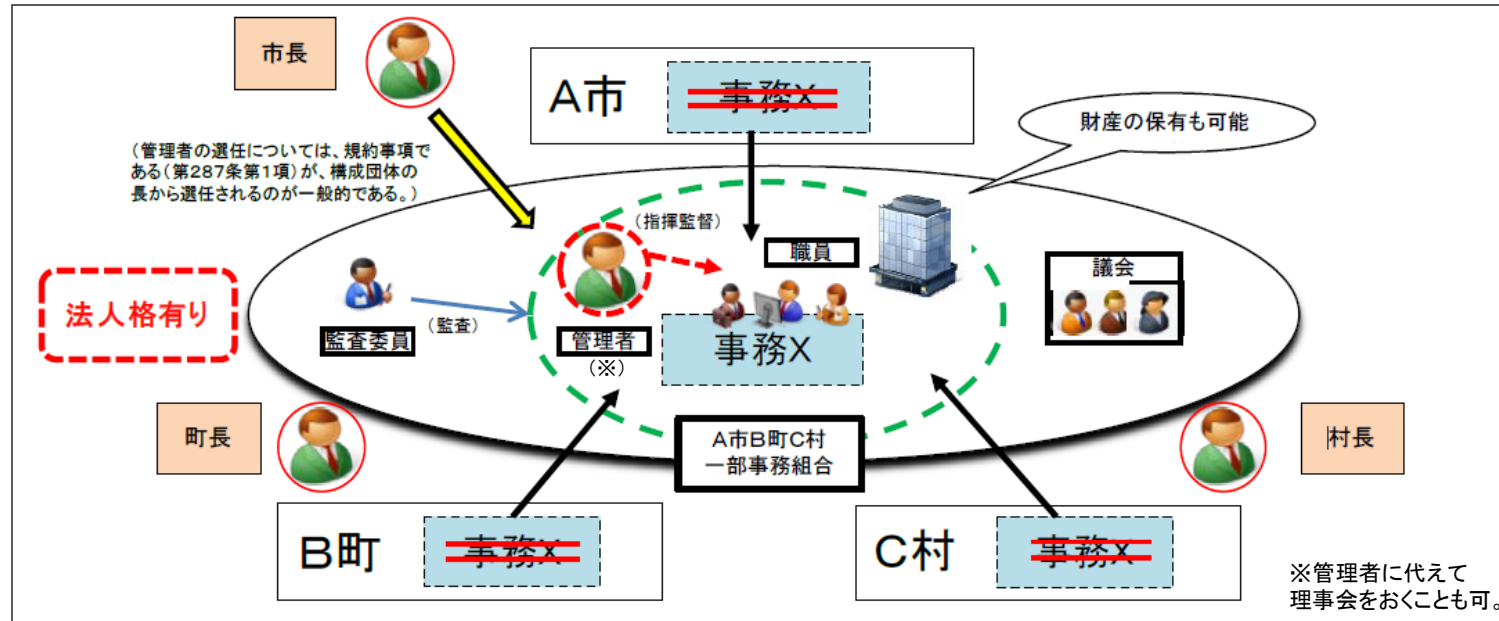 市長
A市
事務X
財産の保有も可能
(管理者の選任については、規約事項で
ある(第287条第1項)が、構成団体の
長から選任されるのが一般的である。)
(指揮監督)
職員
議会
法人格有り
監査委員
(監査)
管理者
(※)
事務X
町長
A市B町C村
一部事務組合
村長
B町
事務X
C村
事務X
※管理者に代えて
理事会をおくことも可。